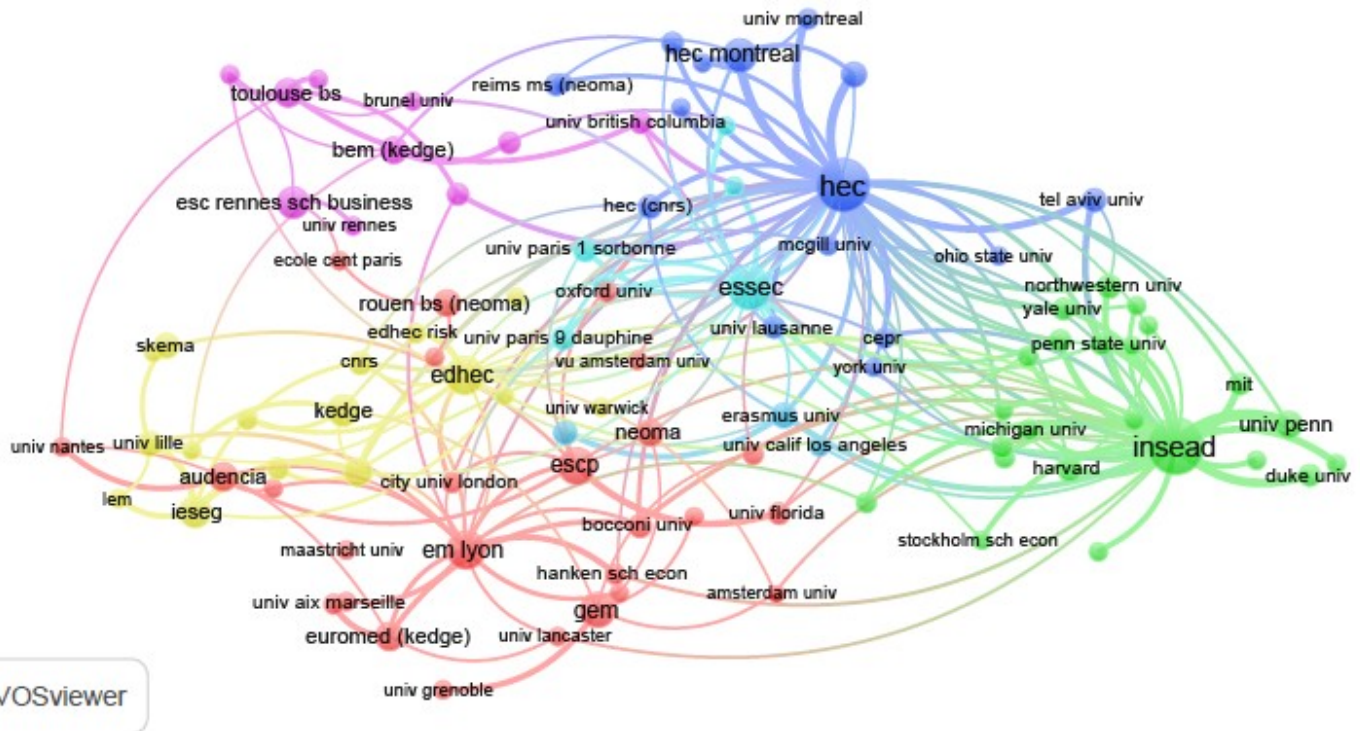 univ montreal
hec montreal
toulouse bs
reims ms (neoma)
brunel univ
univ british columbia
bem (kedge)
hec
esc rennes sch business
hec (cnrs)
tel aviv univ
univ rennes
univ paris 1 sorbonne
mcgill univ
ecole cent paris
ohio state univ
essec
oxford univ
northwestern univ
rouen bs (neoma)
yale univ
edhec risk
univ paris 9 dauphine
univ lausanne
skema
cepr
penn state univ
cnrs
vu amsterdam univ
york univ
edhec
mit
kedge
univ warwick
erasmus univ
univ penn
neoma
michigan univ
univ nantes
univ lille
univ calif los angeles
insead
escp
harvard
audencia
duke univ
city univ london
lem
ieseg
univ florida
bocconi univ
stockholm sch econ
maastricht univ
em lyon
hanken sch econ
amsterdam univ
univ aix marseille
gem
euromed (kedge)
univ lancaster
univ grenoble
VOSviewer